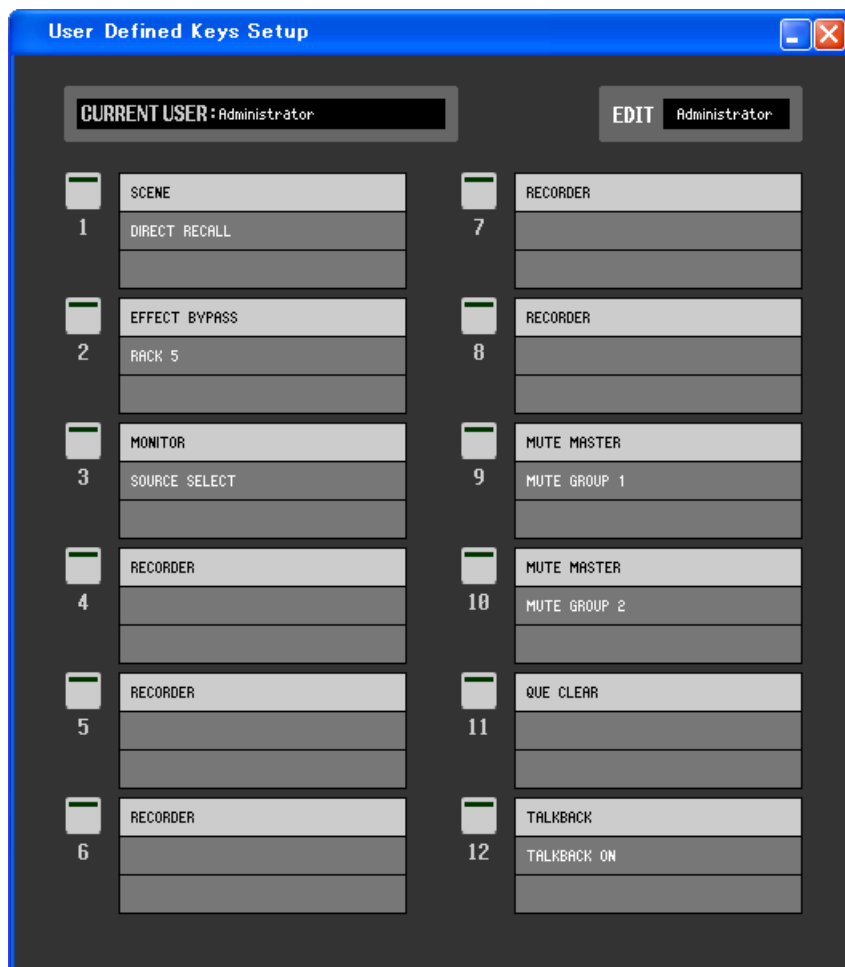 User Defined Keys Setup
CURRENT USER : Administrator
EDIT Administrator
1
SCENE
DIRECT RECALL
2
EFFECT BYPASS
RACK 5
3
MONITOR
SOURCE SELECT
4
RECORDER
5
RECORDER
6
RECORDER
7
RECORDER
8
RECORDER
9
MUTE MASTER
MUTE GROUP 1
10
MUTE MASTER
MUTE GROUP 2
11
QUE CLEAR
12
TALKBACK
TALKBACK ON